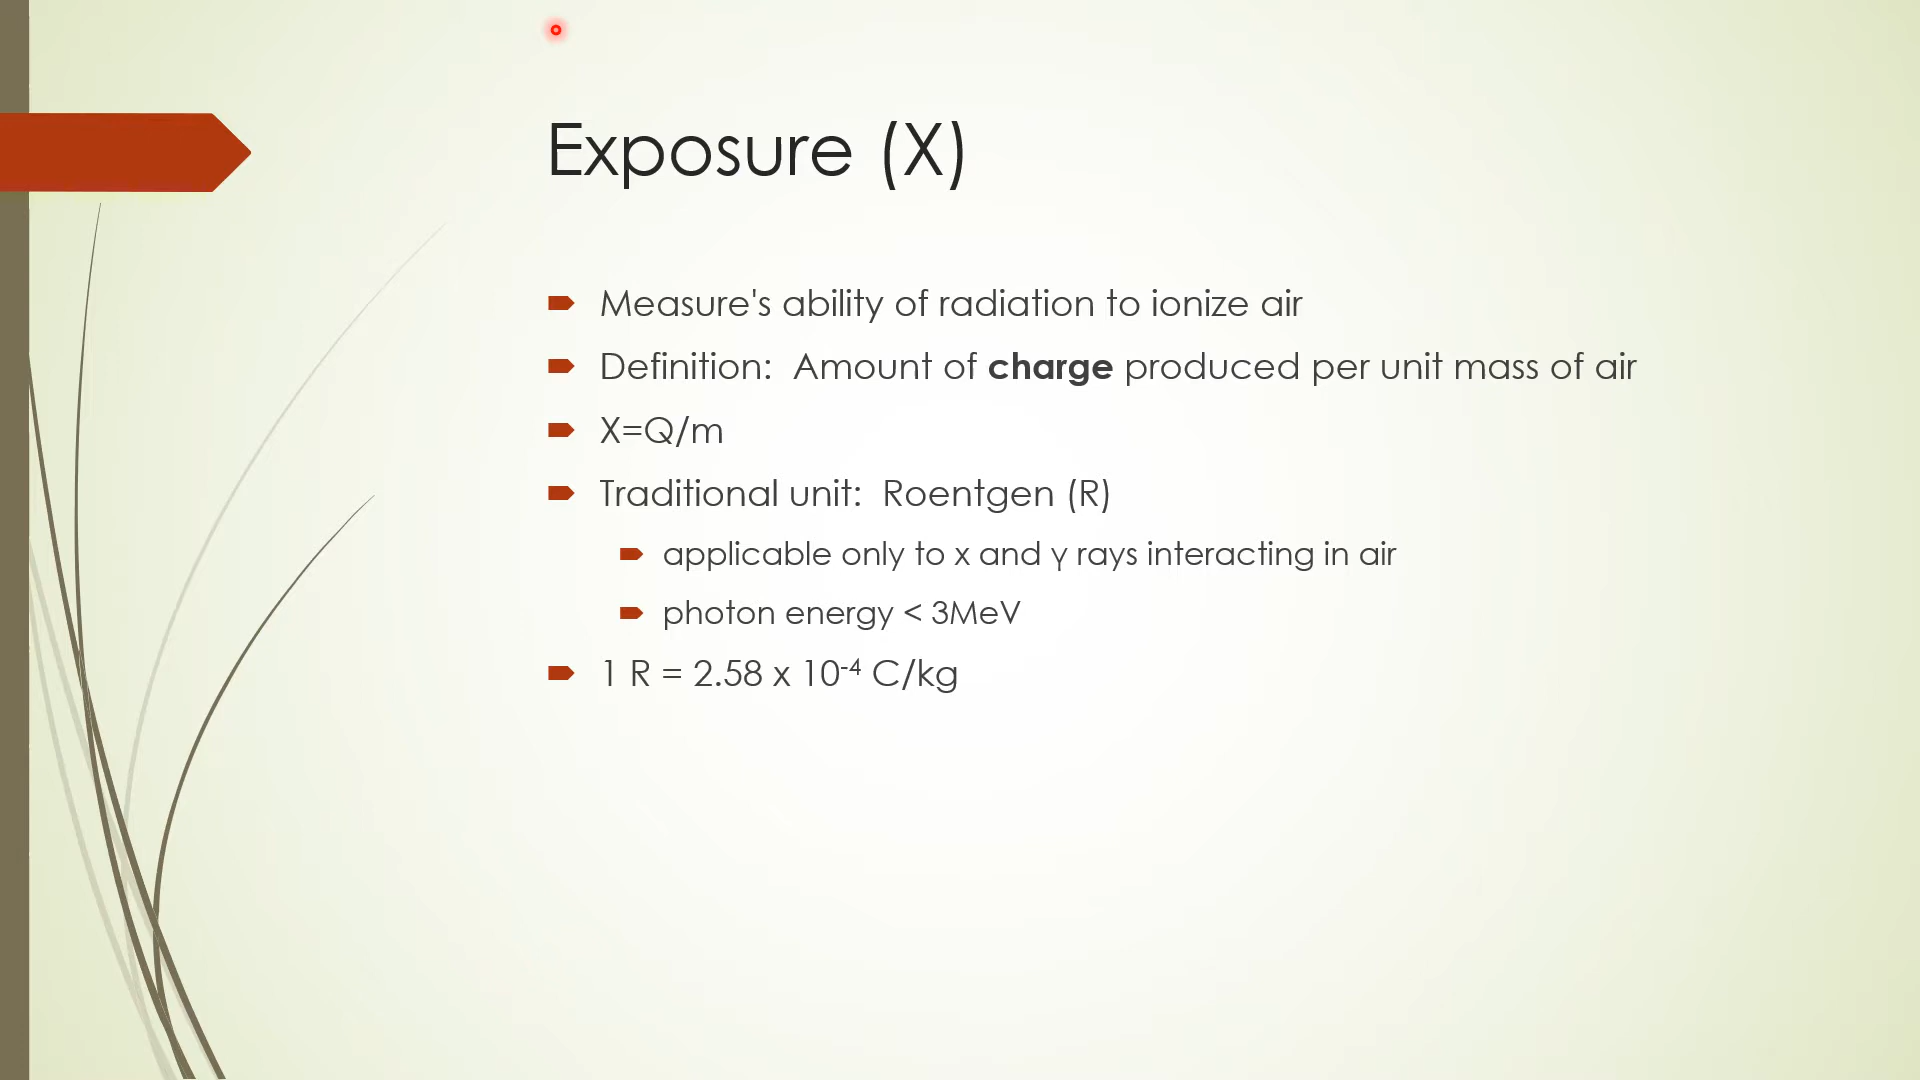 Exposure (X)
Measure's ability of radiation to ionize air
Definition:  Amount of charge produced per unit mass of air
X=Q/m
Traditional unit:  Roentgen (R)
applicable only to x and γ rays interacting in air
photon energy < 3MeV
1 R = 2.58 x 10⁻⁴ C/kg